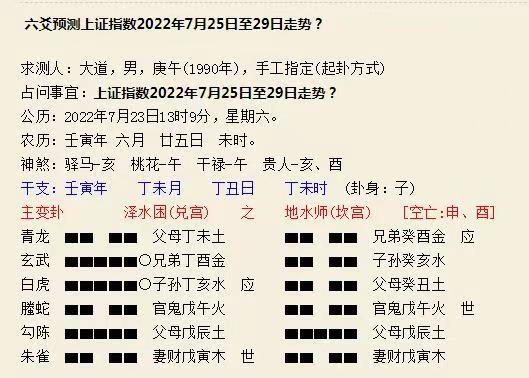 六爻预测上证指数2022年7月25日至29日走势？
求测人：大道，男，庚午(1990年)，手工指定(起卦方式)
占问事宜：上证指数2022年7月25日至29日走势？
公历：2022年7月23日13时9分，星期六。
农历：壬寅年 六月 廿五日 未时。
神煞：驿马-亥 桃花-午 干禄-午 贵人-亥、酉
干支：壬寅年 丁未月 丁丑日 丁未时 (卦身：子)
主变卦 泽水困(兑宫) 之 地水师(坎宫) [空亡:申、酉]
青龙 父母丁未土 兄弟癸酉金 应
玄武 〇兄弟丁酉金 子孙癸亥水
白虎 〇子孙丁亥水 应 父母癸丑土
螣蛇 官鬼戊午火 官鬼戊午火 世
勾陈 父母戊辰土 父母戊辰土
朱雀 妻财戊寅木 世 妻财戊寅木